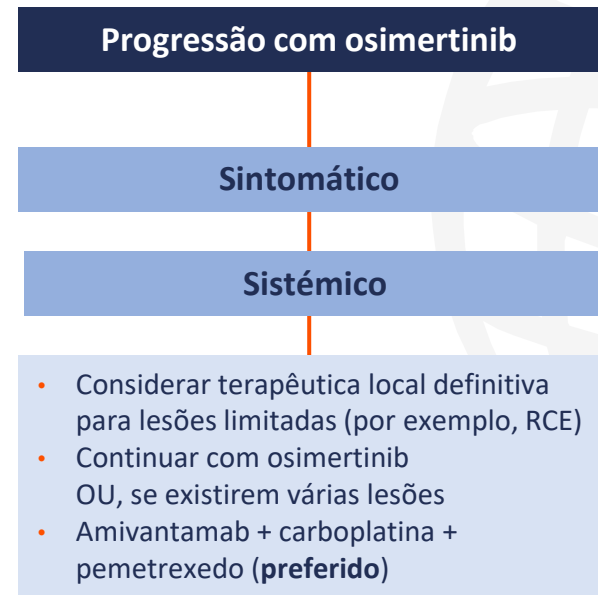 Progressão com osimertinib
Sintomático
Sistémico
• Considerar terapêutica local definitiva
para lesões limitadas (por exemplo, RCE)
• Continuar com osimertinib
OU, se existirem várias lesões
• Amivantamab + carboplatina +
pemetrexedo (preferido)